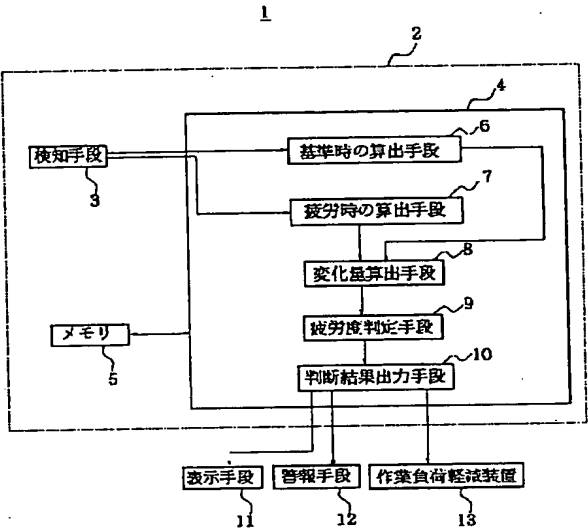 1
2
4
6
検知手段
基準時の算出手段
3
7
疲労時の算出手段
8
変化量算出手段
9
メモリ
疲労度判定手段
5
10
判断結果出力手段
表示手段
警報手段
作業負荷軽減装置
11
12
13